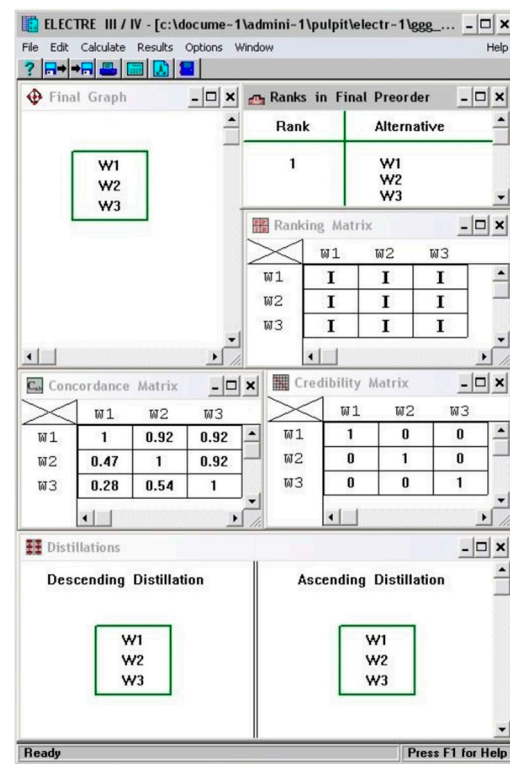 ELECTRE III / IV - [c:\docume~1\admini~1\pulpit\electr~1\ggg_...
File Edit Calculate Results Options Window Help
?
Final Graph
W1
W2
W3
Ranks in Final Preorder
Rank Alternative
1 W1
W2
W3
Ranking Matrix
W1 W2 W3
W1 I I I
W2 I I I
W3 I I I
Concordance Matrix
W1 W2 W3
W1 1 0.92 0.92
W2 0.47 1 0.92
W3 0.28 0.54 1
Credibility Matrix
W1 W2 W3
W1 1 0 0
W2 0 1 0
W3 0 0 1
Distillations
Descending Distillation
W1
W2
W3
Ascending Distillation
W1
W2
W3
Ready Press F1 for Help